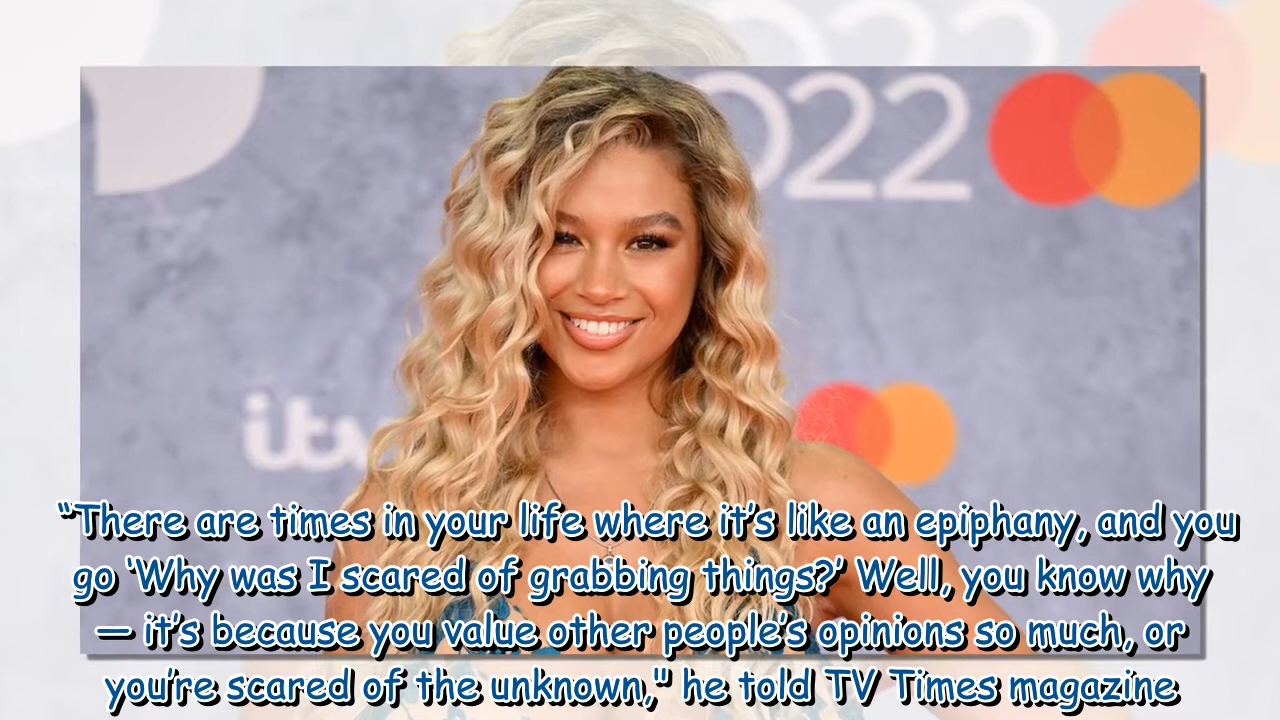 022
itv
“There are times in your life where it’s like an epiphany, and you
go ‘Why was I scared of grabbing things?’ Well, you know why
— it’s because you value other people’s opinions so much, or
you’re scared of the unknown," he told TV Times magazine